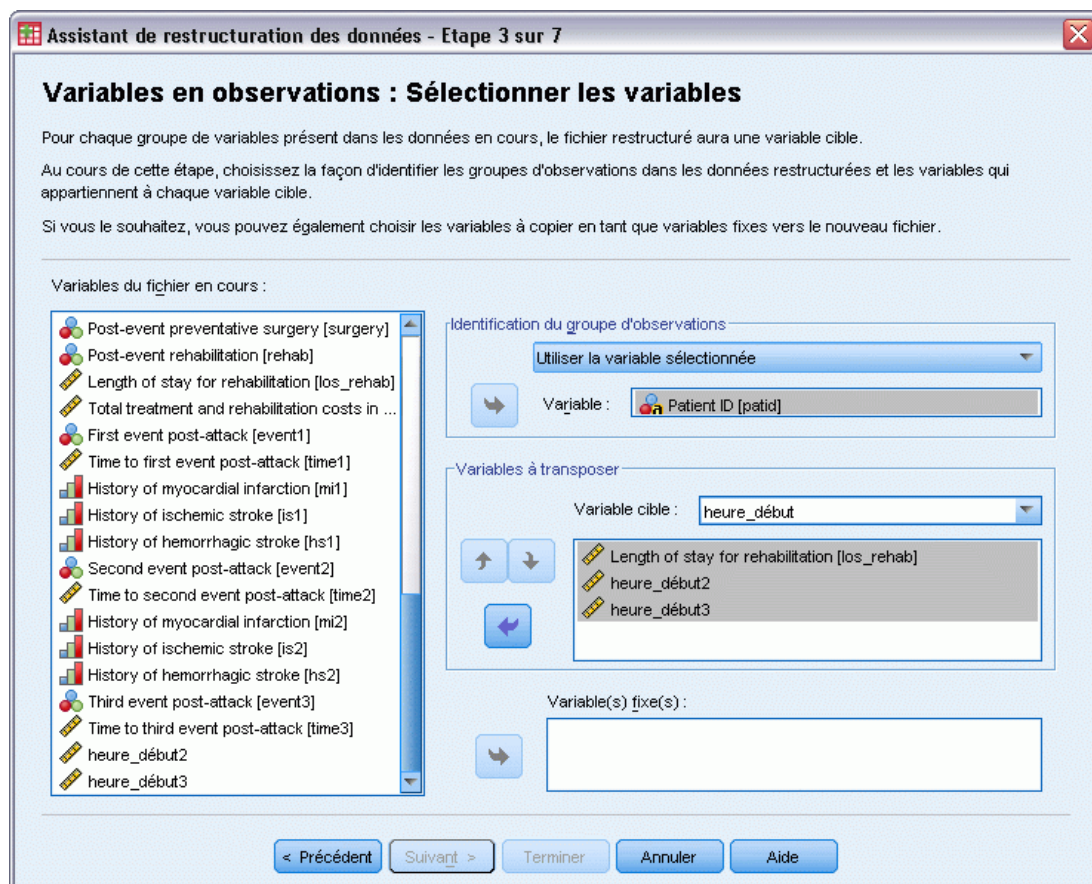 Assistant de restructuration des données - Etape 3 sur 7
Variables en observations : Sélectionner les variables
Pour chaque groupe de variables présent dans les données en cours, le fichier restructuré aura une variable cible.
Au cours de cette étape, choisissez la façon d'identifier les groupes d'observations dans les données restructurées et les variables qui
appartiennent à chaque variable cible.
Si vous le souhaitez, vous pouvez également choisir les variables à copier en tant que variables fixes vers le nouveau fichier.
Variables du fichier en cours :
Post-event preventative surgery [surgery]
Post-event rehabilitation [rehab]
Length of stay for rehabilitation [los_rehab]
Total treatment and rehabilitation costs in ...
First event post-attack [event1]
Time to first event post-attack [time1]
History of myocardial infarction [mi1]
History of ischemic stroke [is1]
History of hemorrhagic stroke [hs1]
Second event post-attack [event2]
Time to second event post-attack [time2]
History of myocardial infarction [mi2]
History of ischemic stroke [is2]
History of hemorrhagic stroke [hs2]
Third event post-attack [event3]
Time to third event post-attack [time3]
heure_début2
heure_début3
Identification du groupe d'observations
Utiliser la variable sélectionnée
Variable : Patient ID [patid]
Variables à transposer
Variable cible : heure_début
Length of stay for rehabilitation [los_rehab]
heure_début2
heure_début3
Variable(s) fixe(s) :
< Précédent Suivant > Terminer Annuler Aide